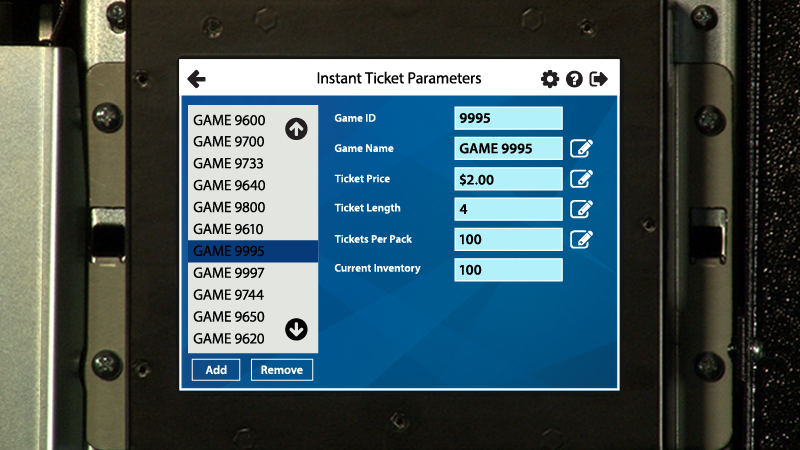 Instant Ticket Parameters
GAME 9600
GAME 9700
GAME 9733
GAME 9640
GAME 9800
GAME 9610
GAME 9995
GAME 9997
GAME 9744
GAME 9650
GAME 9620
Add Remove
Game ID 9995
Game Name GAME 9995
Ticket Price $2.00
Ticket Length 4
Tickets Per Pack 100
Current Inventory 100